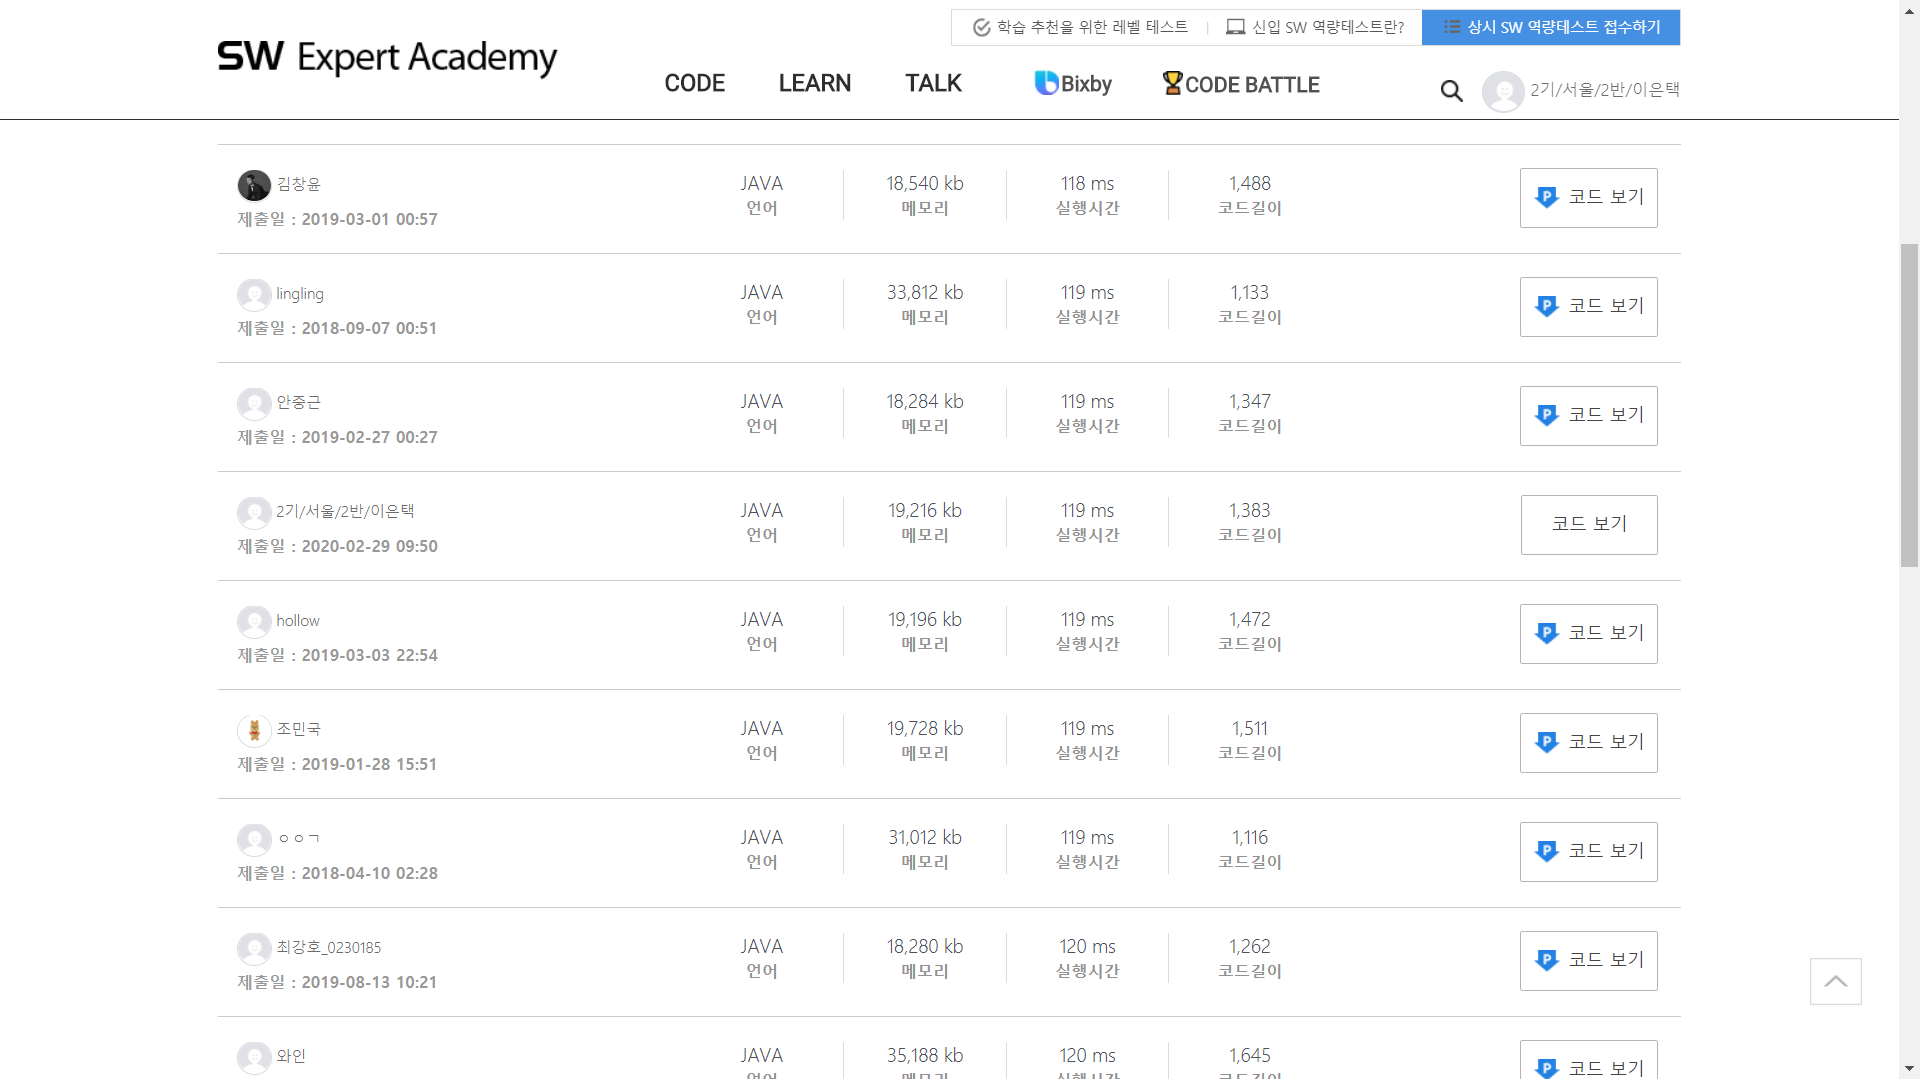 학습 추천을 위한 레벨 테스트
신입 SW 역량테스트란?
상시 SW 역량테스트 접수하기
SW Expert Academy
CODE
LEARN
TALK
Bixby
CODE BATTLE
2기/서울/2반/이은택
김창윤
제출일 : 2019-03-01 00:57
JAVA
언어
18,540 kb
메모리
118 ms
실행시간
1,488
코드길이
코드 보기
lingling
제출일 : 2018-09-07 00:51
JAVA
언어
33,812 kb
메모리
119 ms
실행시간
1,133
코드길이
코드 보기
안중근
제출일 : 2019-02-27 00:27
JAVA
언어
18,284 kb
메모리
119 ms
실행시간
1,347
코드길이
코드 보기
2기/서울/2반/이은택
제출일 : 2020-02-29 09:50
JAVA
언어
19,216 kb
메모리
119 ms
실행시간
1,383
코드길이
코드 보기
hollow
제출일 : 2019-03-03 22:54
JAVA
언어
19,196 kb
메모리
119 ms
실행시간
1,472
코드길이
코드 보기
조민국
제출일 : 2019-01-28 15:51
JAVA
언어
19,728 kb
메모리
119 ms
실행시간
1,511
코드길이
코드 보기
ㅇㅇㄱ
제출일 : 2018-04-10 02:28
JAVA
언어
31,012 kb
메모리
119 ms
실행시간
1,116
코드길이
코드 보기
최강호_0230185
제출일 : 2019-08-13 10:21
JAVA
언어
18,280 kb
메모리
120 ms
실행시간
1,262
코드길이
코드 보기
와인
JAVA
언어
35,188 kb
메모리
120 ms
실행시간
1,645
코드길이
코드 보기